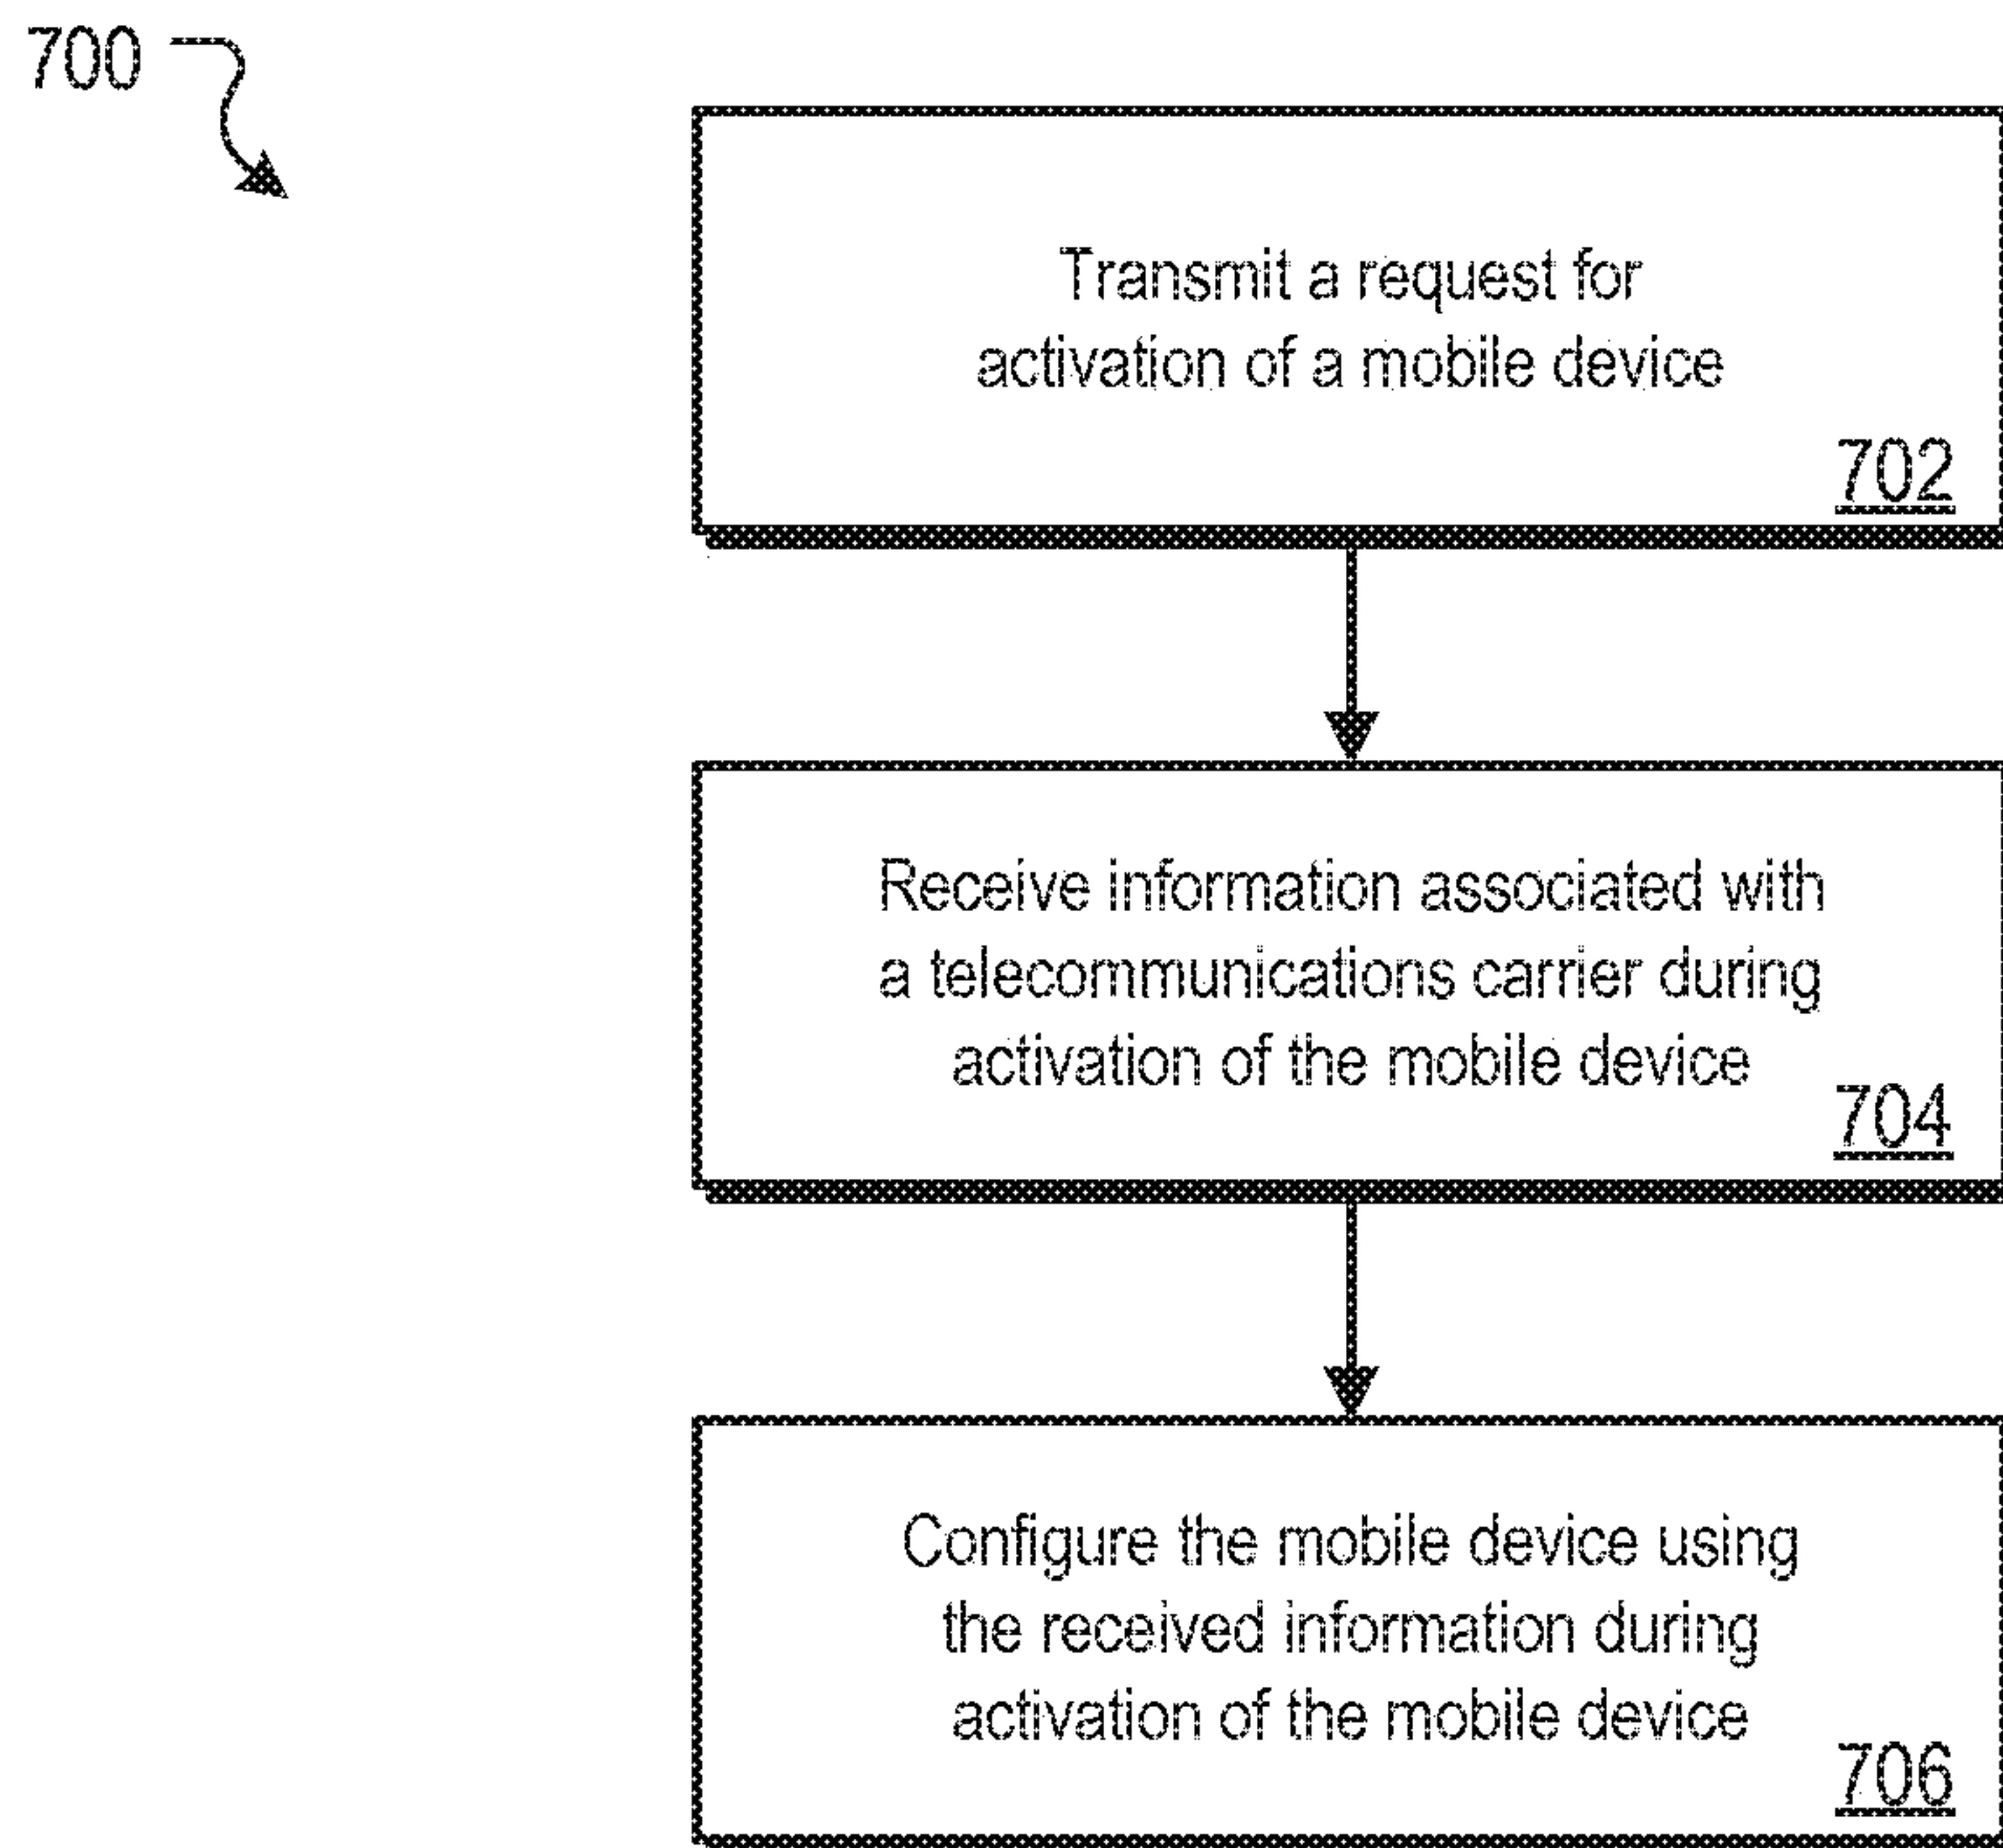 700
Transmit a request for
activation of a mobile device
702
Receive information associated with
a telecommunications carrier during
activation of the mobile device
704
Configure the mobile device using
the received information during
activation of the mobile device
706